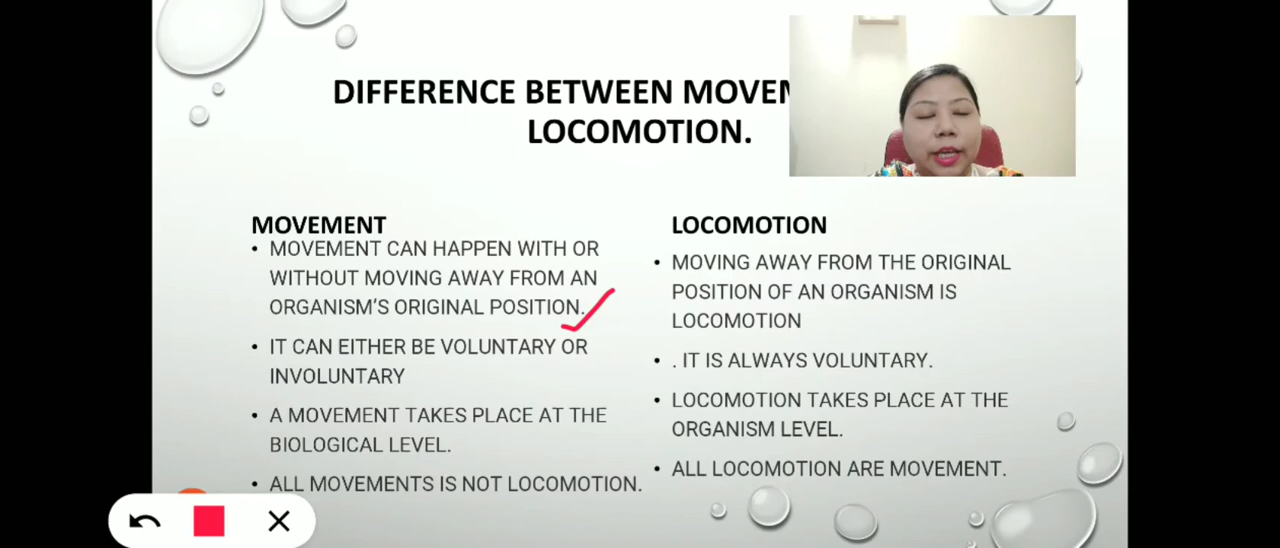 DIFFERENCE BETWEEN
LOCOMOTION.
MOVEMENT
• MOVEMENT CAN HAPPEN WITH OR
WITHOUT MOVING AWAY FROM AN
ORGANISM'S ORIGINAL POSITION.
• IT CAN EITHER BE VOLUNTARY OR
INVOLUNTARY
• A MOVEMENT TAKES PLACE AT THE
BIOLOGICAL LEVEL.
• ALL MOVEMENTS IS NOT LOCOMOTION.
LOCOMOTION
• MOVING AWAY FROM THE ORIGINAL
POSITION OF AN ORGANISM IS
LOCOMOTION
• . IT IS ALWAYS VOLUNTARY.
• LOCOMOTION TAKES PLACE AT THE
ORGANISM LEVEL.
• ALL LOCOMOTION ARE MOVEMENT.